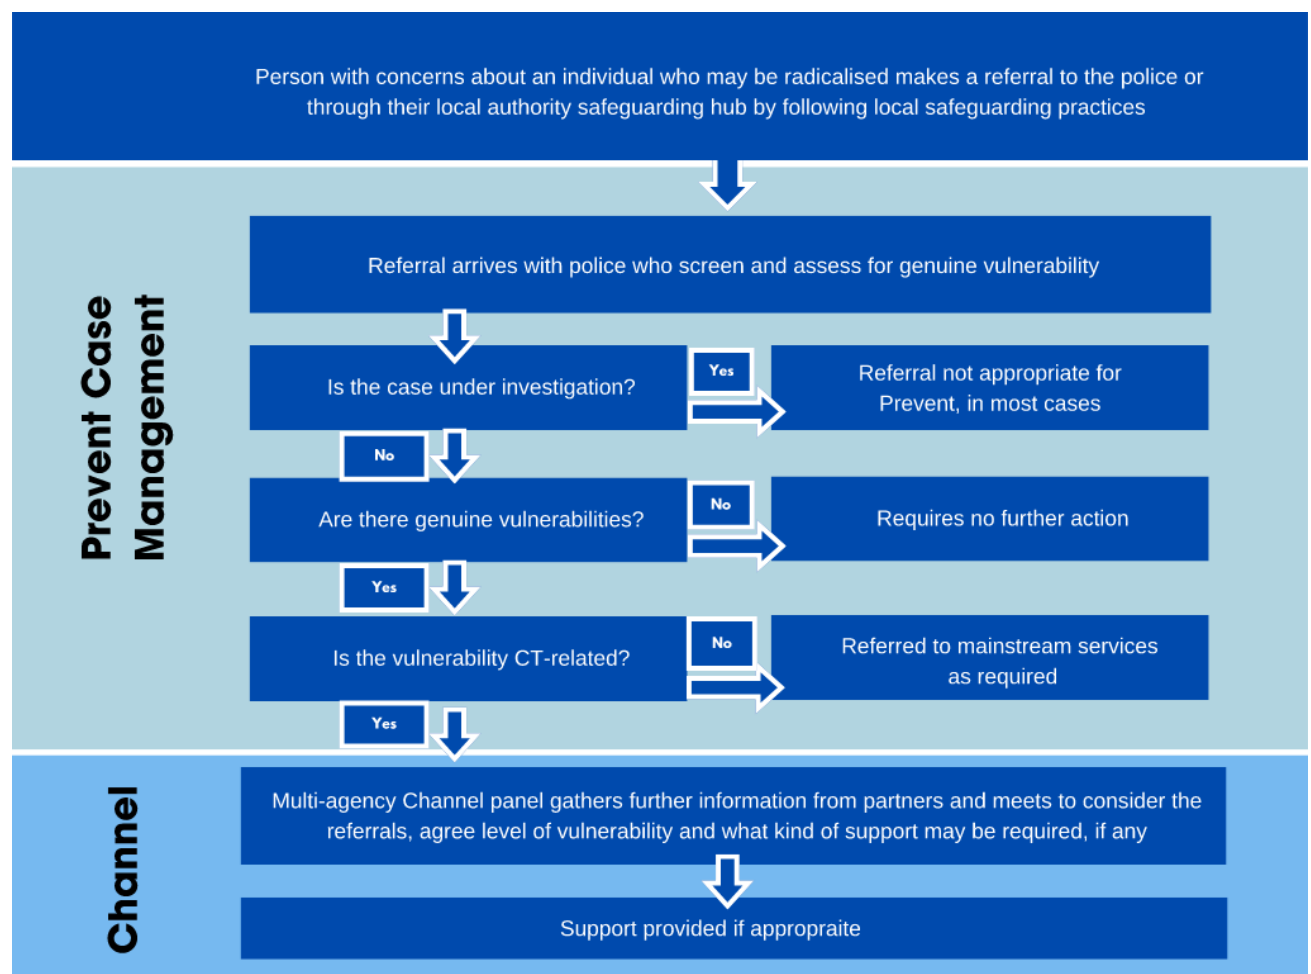 Person with concerns about an individual who may be radicalised makes a referral to the police or
through their local authority safeguarding hub by following local safeguarding practices
Prevent Case
Management
Referral arrives with police who screen and assess for genuine vulnerability
Is the case under investigation?
Yes
Referral not appropriate for
Prevent, in most cases
No
Are there genuine vulnerabilities?
No
Requires no further action
Yes
Is the vulnerability CT-related?
No
Referred to mainstream services
as required
Yes
Channel
Multi-agency Channel panel gathers further information from partners and meets to consider the
referrals, agree level of vulnerability and what kind of support may be required, if any
Support provided if appropraite